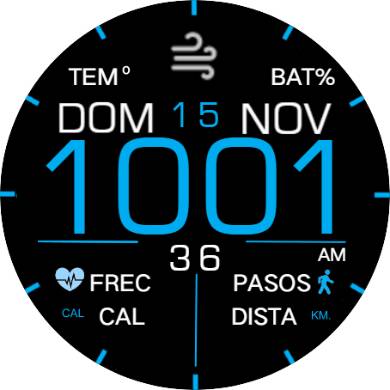 TEMº BAT%
DOM 15 NOV
1001
36 AM
FREC PASOS
CAL CAL DISTA KM.